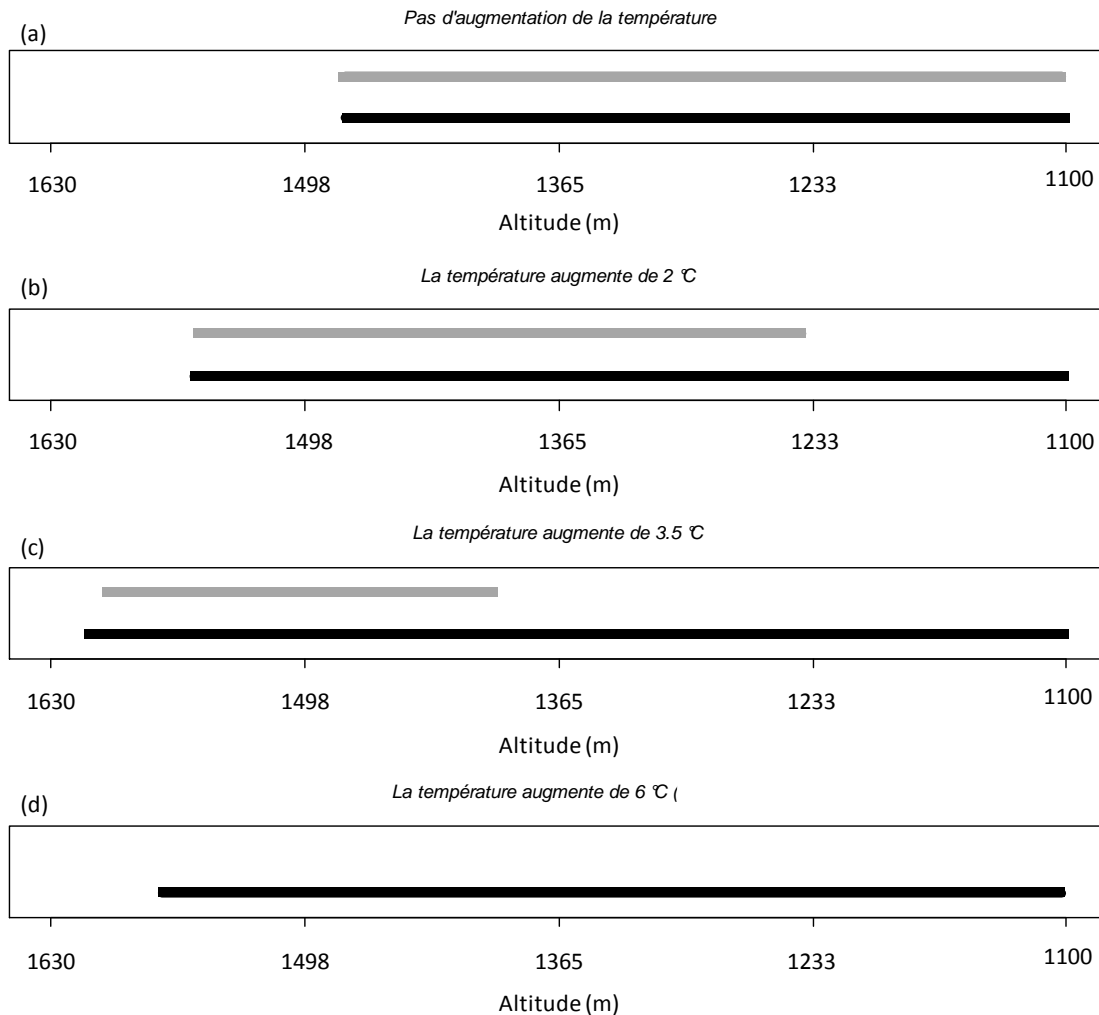 Pas d'augmentation de la température
(a)
1630 1498 1365 1233 1100
Altitude (m)
La température augmente de 2 °C
(b)
1630 1498 1365 1233 1100
Altitude (m)
La température augmente de 3.5 °C
(c)
1630 1498 1365 1233 1100
Altitude (m)
La température augmente de 6 °C (
(d)
1630 1498 1365 1233 1100
Altitude (m)